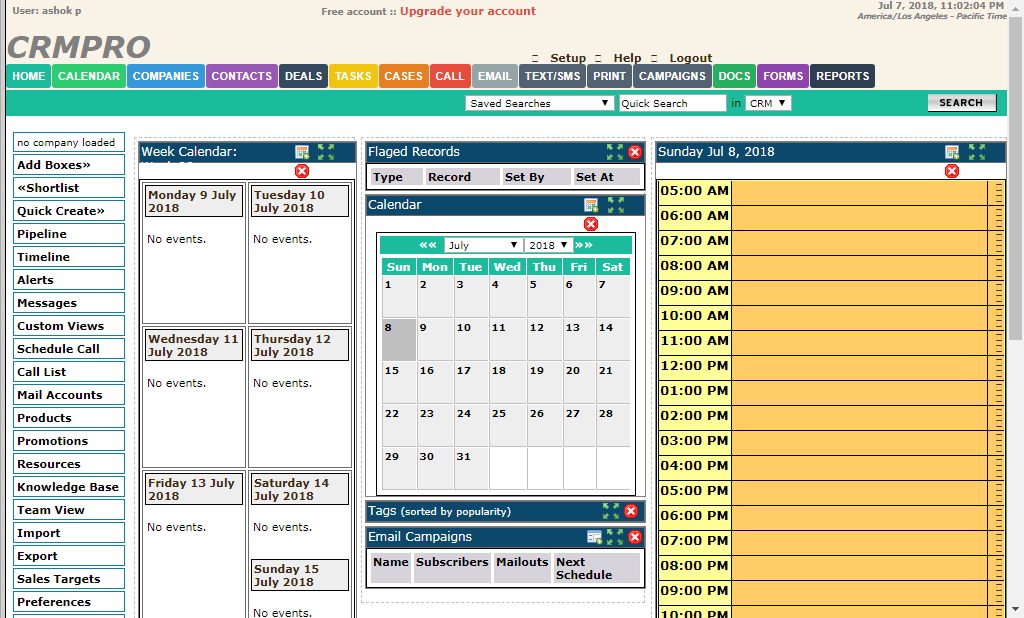 User: ashok p
Free account :: Upgrade your account
Jul 7, 2018, 11:02:04 PM
America/Los Angeles - Pacific Time
CRMPRO
Setup :: Help :: Logout
HOME CALENDAR COMPANIES CONTACTS DEALS TASKS CASES CALL EMAIL TEXT/SMS PRINT CAMPAIGNS DOCS FORMS REPORTS
Saved Searches Quick Search in CRM SEARCH
no company loaded
Add Boxes»
«Shortlist
Quick Create»
Pipeline
Timeline
Alerts
Messages
Custom Views
Schedule Call
Call List
Mail Accounts
Products
Promotions
Resources
Knowledge Base
Team View
Import
Export
Sales Targets
Preferences
Week Calendar:
Monday 9 July 2018
No events.
Tuesday 10 July 2018
No events.
Wednesday 11 July 2018
No events.
Thursday 12 July 2018
No events.
Friday 13 July 2018
No events.
Saturday 14 July 2018
No events.
Sunday 15 July 2018
No events.
Flaged Records
Type Record Set By Set At
Calendar
«« July 2018 »»
Sun Mon Tue Wed Thu Fri Sat
1 2 3 4 5 6 7
8 9 10 11 12 13 14
15 16 17 18 19 20 21
22 23 24 25 26 27 28
29 30 31
Tags (sorted by popularity)
Email Campaigns
Name Subscribers Mailouts Next Schedule
Sunday Jul 8, 2018
05:00 AM
06:00 AM
07:00 AM
08:00 AM
09:00 AM
10:00 AM
11:00 AM
12:00 PM
01:00 PM
02:00 PM
03:00 PM
04:00 PM
05:00 PM
06:00 PM
07:00 PM
08:00 PM
09:00 PM
10:00 PM